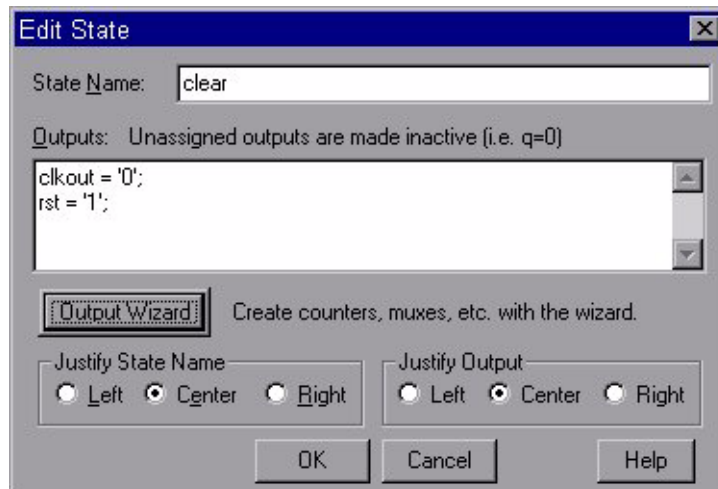 Edit State
State Name: clear
Outputs: Unassigned outputs are made inactive (i.e. q=0)
clkout = '0';
rst = '1';
Output Wizard Create counters, muxes, etc. with the wizard.
Justify State Name
Left Center Right
Justify Output
Left Center Right
OK Cancel Help